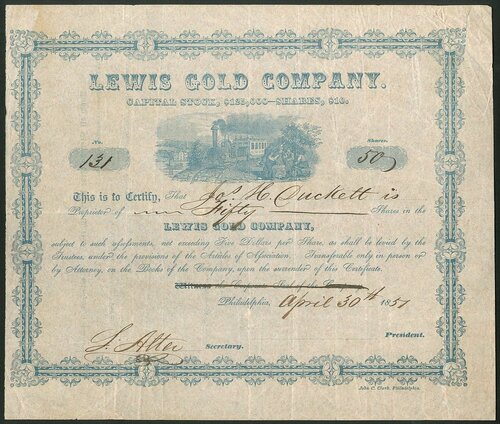 LEWIS GOLD COMPANY.
CAPITAL STOCK, $125,000—SHARES, $10.
No. Shares.
131 50
This is to Certify, That Jas. H. Duckett is
Proprietor of Fifty Shares in the
LEWIS GOLD COMPANY,
subject to such assessments, not exceeding Five Dollars per Share, as shall be levied by the
Trustees, under the provisions of the Articles of Association. Transferable only in person or
by Attorney, on the Books of the Company, upon the surrender of this Certificate.
Witness the
Philadelphia, April 30th 1851
President.
Secretary.
John C. Clark, Philadelphia.